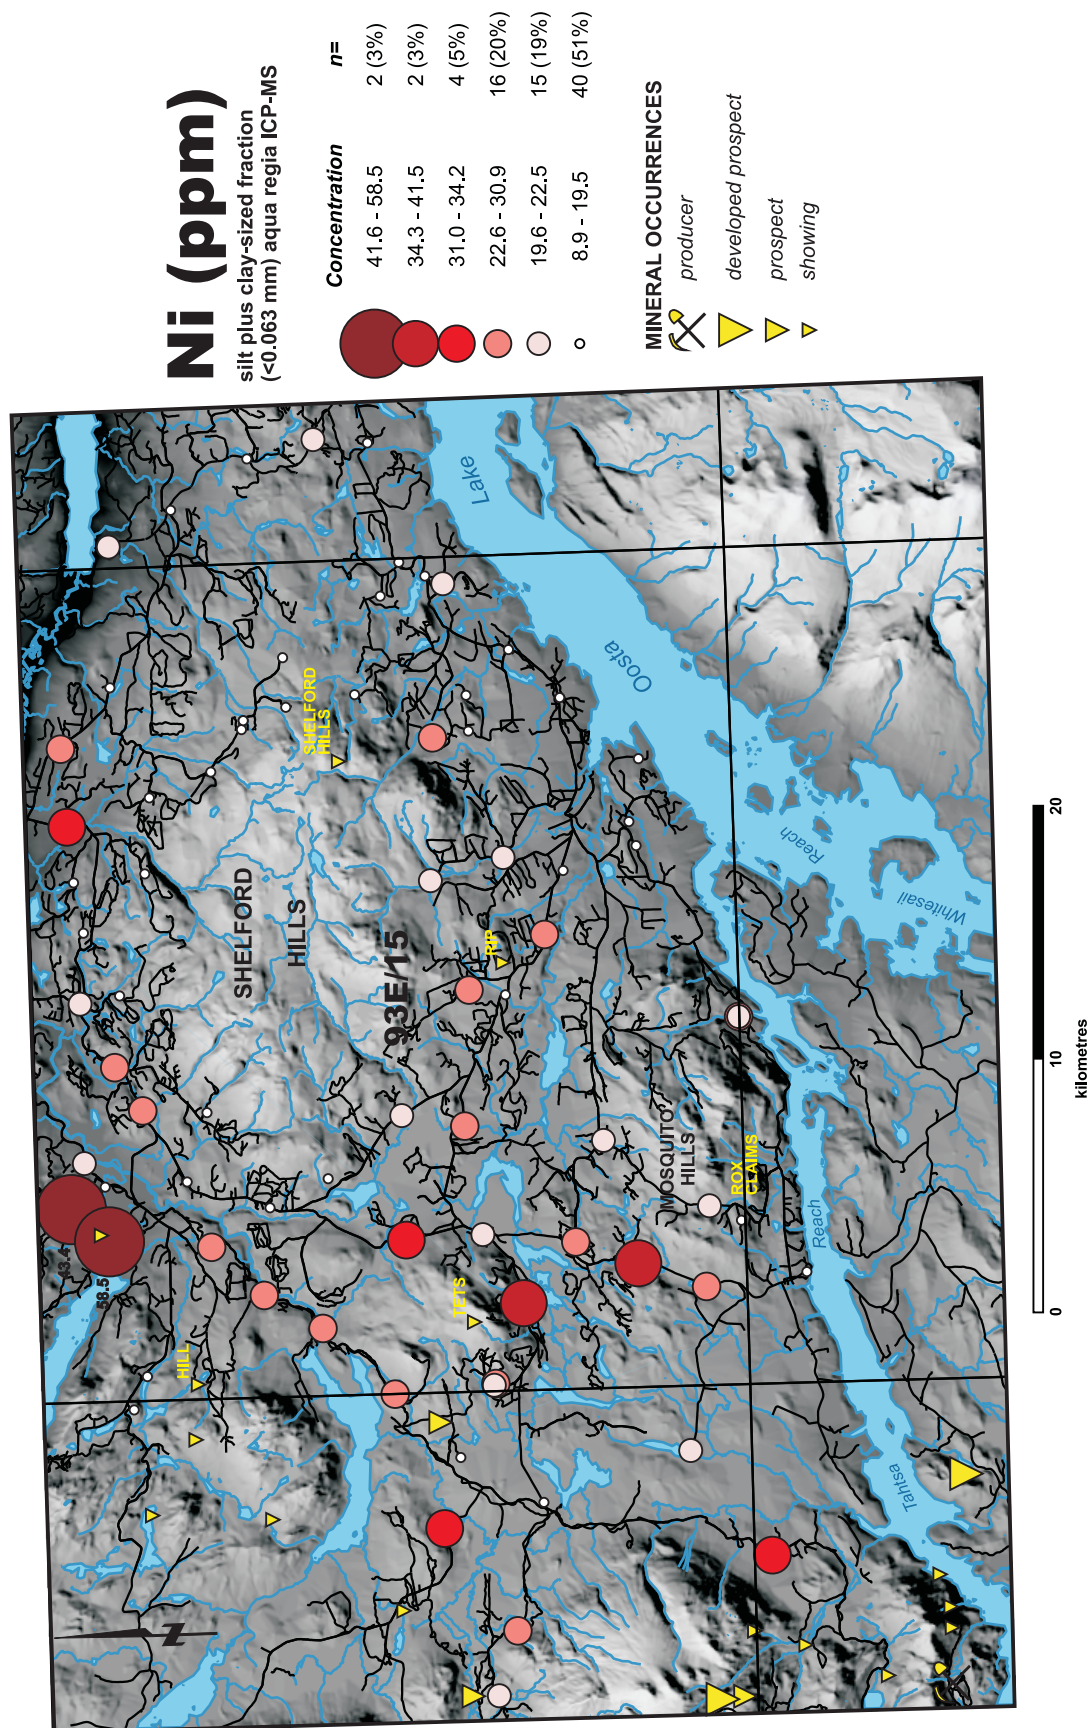 Ni (ppm)
silt plus clay-sized fraction
(<0.063 mm) aqua regia ICP-MS
Concentration n=
41.6 - 58.5 2 (3%)
34.3 - 41.5 2 (3%)
31.0 - 34.2 4 (5%)
22.6 - 30.9 16 (20%)
19.6 - 22.5 15 (19%)
8.9 - 19.5 40 (51%)
MINERAL OCCURRENCES
producer
developed prospect
prospect
showing
43.4
58.5
HILL
SHELFORD
HILLS
SHELFORD
HILLS
93E/15
RIP
TETS
MOSQUITO
HILLS
ROX
CLAIMS
Lake
Oosta
Reach
Whitesail
Reach
Tahtsa
N
0 10 20
kilometres